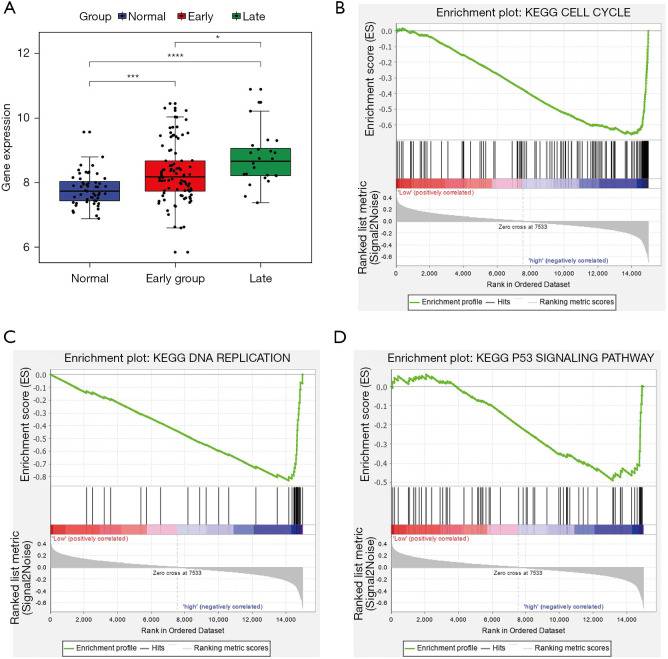 A
Group Normal Early Late
Gene expression
12
10
8
6
***
****
*
Normal Early group Late
B
Enrichment plot: KEGG CELL CYCLE
Enrichment score (ES)
0.0
-0.1
-0.2
-0.3
-0.4
-0.5
-0.6
'Low' (positively correlated)
Ranked list metric (Signal2Noise)
0.4
0.2
0.0
-0.2
-0.4
-0.6
Zero cross at 7533
'high' (negatively correlated)
0 2,000 4,000 6,000 8,000 10,000 12,000 14,000
Rank in Ordered Dataset
Enrichment profile Hits Ranking metric scores
C
Enrichment plot: KEGG DNA REPLICATION
Enrichment score (ES)
0.0
-0.1
-0.2
-0.3
-0.4
-0.5
-0.6
-0.7
-0.8
'Low' (positively correlated)
Ranked list metric (Signal2Noise)
0.4
0.2
0.0
-0.2
-0.4
-0.6
Zero cross at 7533
'high' (negatively correlated)
0 2,000 4,000 6,000 8,000 10,000 12,000 14,000
Rank in Ordered Dataset
Enrichment profile Hits Ranking metric scores
D
Enrichment plot: KEGG P53 SIGNALING PATHWAY
Enrichment score (ES)
0.0
-0.1
-0.2
-0.3
-0.4
-0.5
'Low' (positively correlated)
Ranked list metric (Signal2Noise)
0.4
0.2
0.0
-0.2
-0.4
-0.6
Zero cross at 7533
'high' (negatively correlated)
0 2,000 4,000 6,000 8,000 10,000 12,000 14,000
Rank in Ordered Dataset
Enrichment profile Hits Ranking metric scores